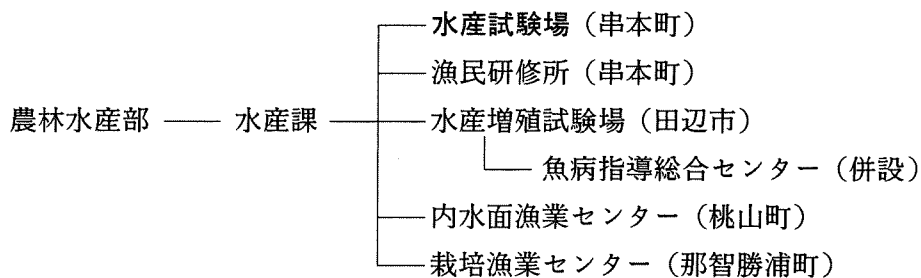 水産試験場（串本町）
漁民研修所（串本町）
農林水産部 水産課 水産増殖試験場（田辺市）
魚病指導総合センター（併設）
内水面漁業センター（桃山町）
栽培漁業センター（那智勝浦町）